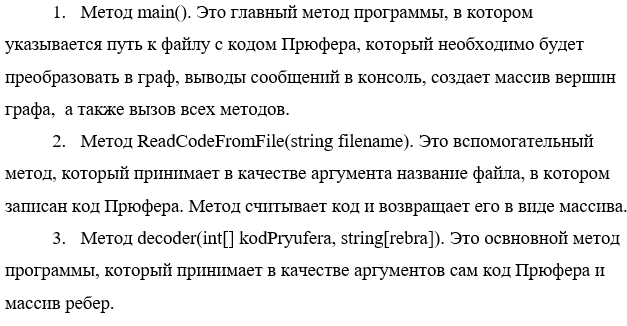 1. Метод main(). Это главный метод программы, в котором
указывается путь к файлу с кодом Прюфера, который необходимо будет
преобразовать в граф, выводы сообщений в консоль, создает массив вершин
графа, а также вызов всех методов.
2. Метод ReadCodeFromFile(string filename). Это вспомогательный
метод, который принимает в качестве аргумента название файла, в котором
записан код Прюфера. Метод считывает код и возвращает его в виде массива.
3. Метод decoder(int[] kodPryufera, string[rebra]). Это освновной метод
программы, который принимает в качестве аргументов сам код Прюфера и
массив ребер.